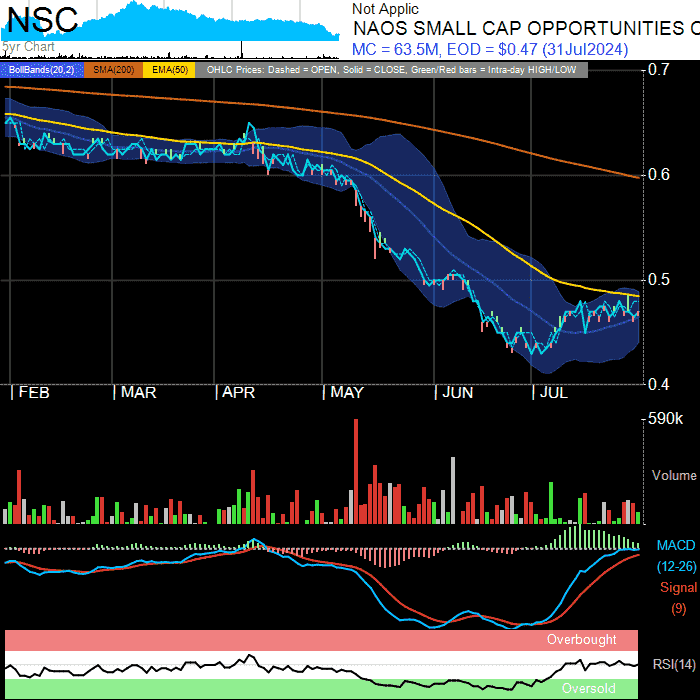 NSC
5yr Chart
Not Applic
NAOS SMALL CAP OPPORTUNITIES C
MC = 63.5M, EOD = $0.47 (31Jul2024)
BollBands(20,2) SMA(200) EMA(50) OHLC Prices: Dashed = OPEN, Solid = CLOSE, Green/Red bars = Intra-day HIGH/LOW
0.7
0.6
0.5
0.4
FEB MAR APR MAY JUN JUL
590k
Volume
MACD
(12-26)
Signal
(9)
Overbought
RSI(14)
Oversold